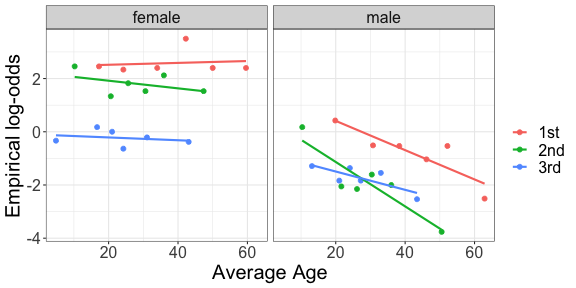 female male
Empirical log-odds
2
0
-2
-4
20 40 60 20 40 60
Average Age
1st
2nd
3rd